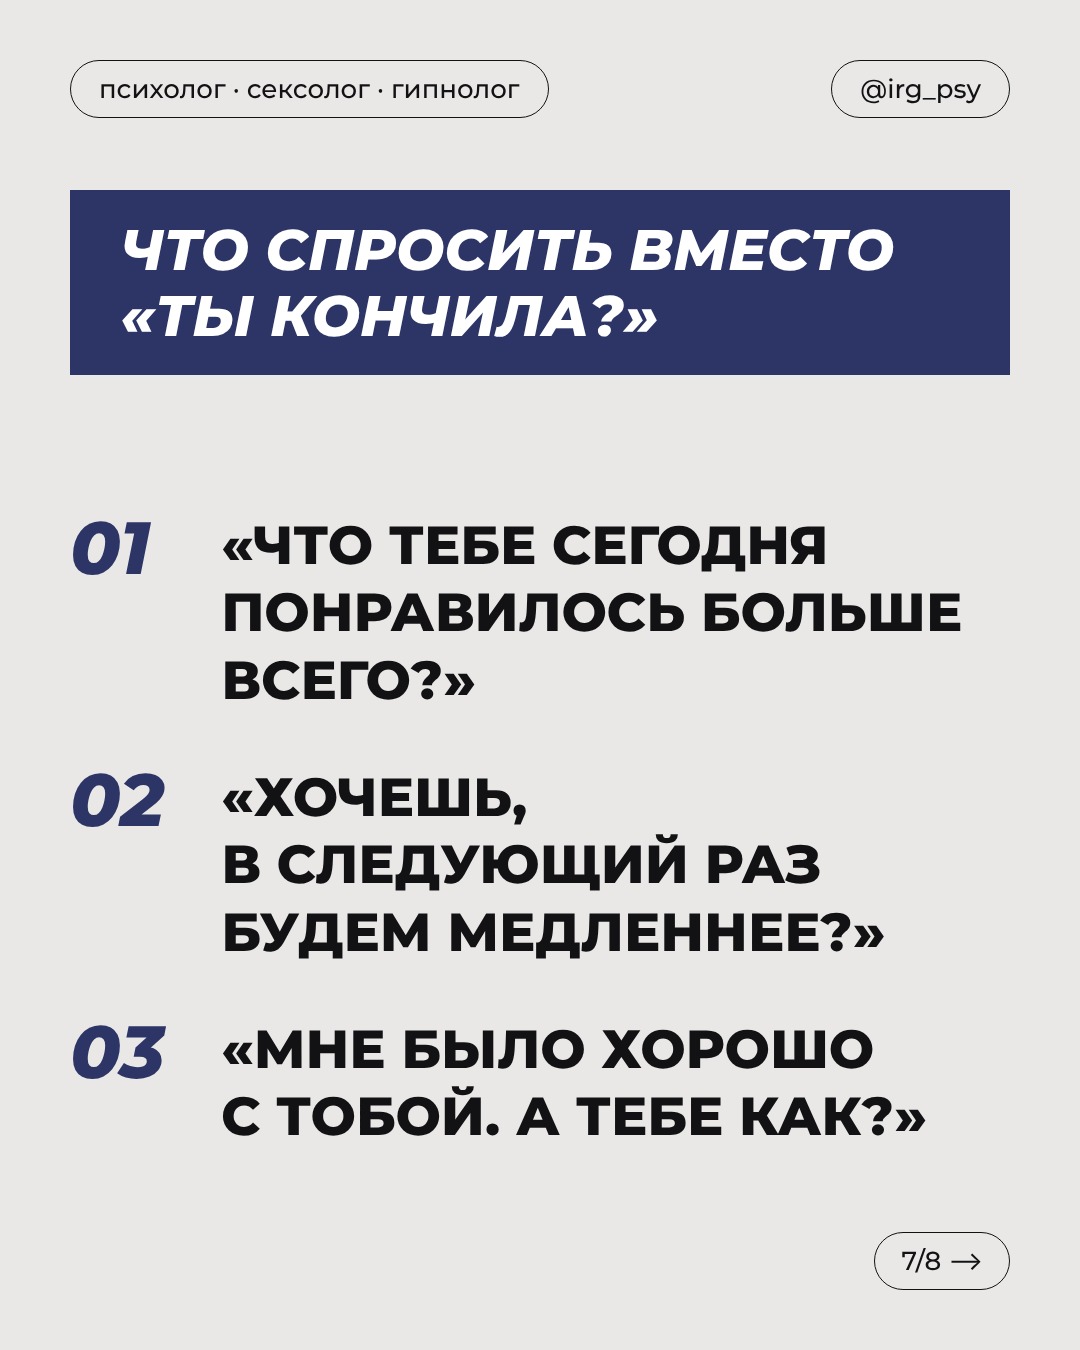 психолог · сексолог · гипнолог
@irg_psy
ЧТО СПРОСИТЬ ВМЕСТО
«ТЫ КОНЧИЛА?»
01
«ЧТО ТЕБЕ СЕГОДНЯ
ПОНРАВИЛОСЬ БОЛЬШЕ
ВСЕГО?»
02
«ХОЧЕШЬ,
В СЛЕДУЮЩИЙ РАЗ
БУДЕМ МЕДЛЕННЕЕ?»
03
«МНЕ БЫЛО ХОРОШО
С ТОБОЙ. А ТЕБЕ КАК?»
7/8 →